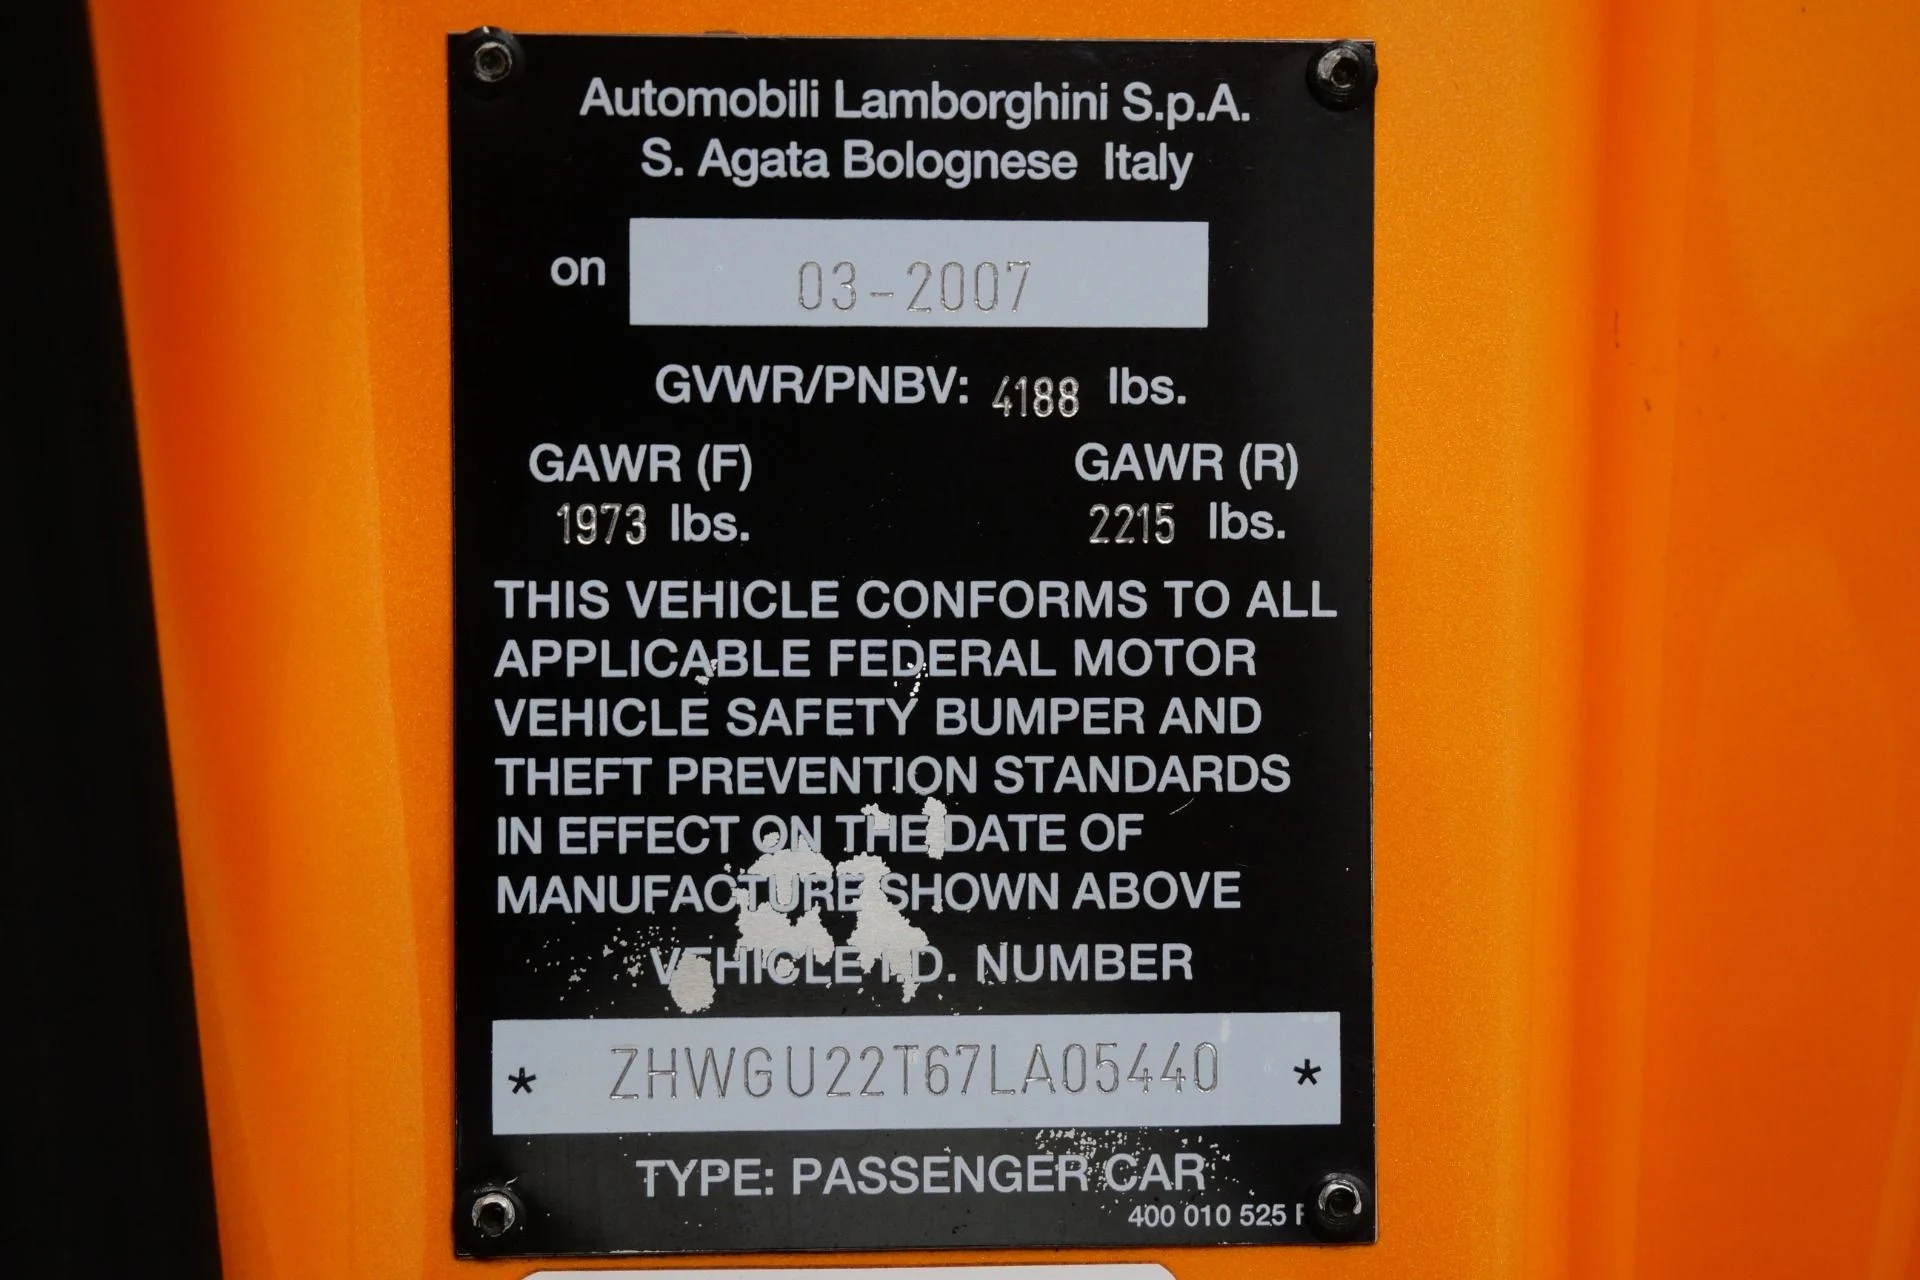 Automobili Lamborghini S.p.A.
S. Agata Bolognese Italy
on 03-2007
GVWR/PNBV: 4188 lbs.
GAWR (F) GAWR (R)
1973 lbs. 2215 lbs.
THIS VEHICLE CONFORMS TO ALL
APPLICABLE FEDERAL MOTOR
VEHICLE SAFETY BUMPER AND
THEFT PREVENTION STANDARDS
IN EFFECT ON THE DATE OF
MANUFACTURE SHOWN ABOVE
VEHICLE I.D. NUMBER
* ZHWGU22T67LA05440 *
TYPE: PASSENGER CAR
400 010 525